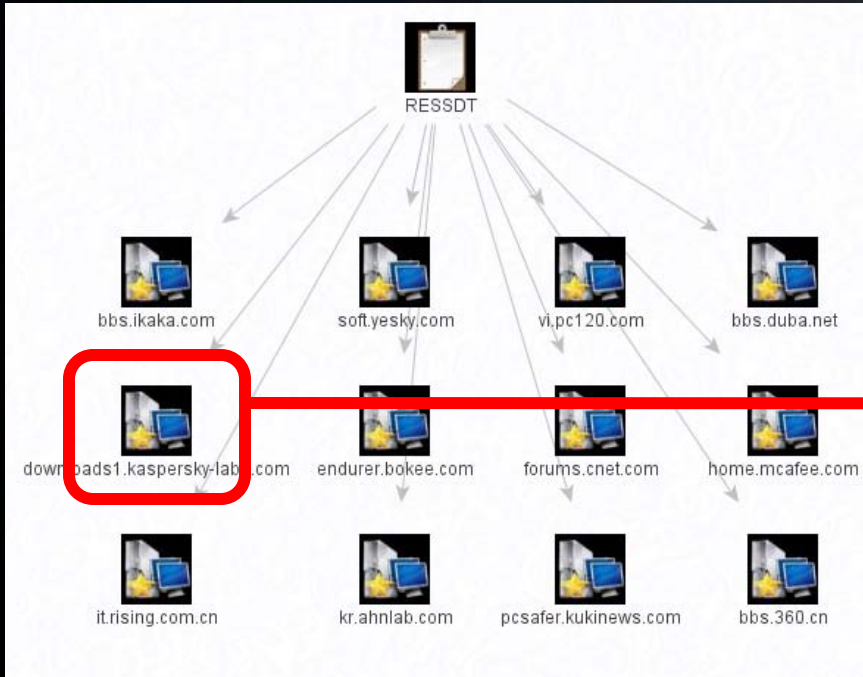 RESSDT
bbs.ikaka.com
soft.yesky.com
vi.pc120.com
bbs.duba.net
endurer.bokee.com
forums.cnet.com
home.mcafee.com
it.rising.com.cn
kr.ahnlab.com
pcsafer.kukinews.com
bbs.360.cn